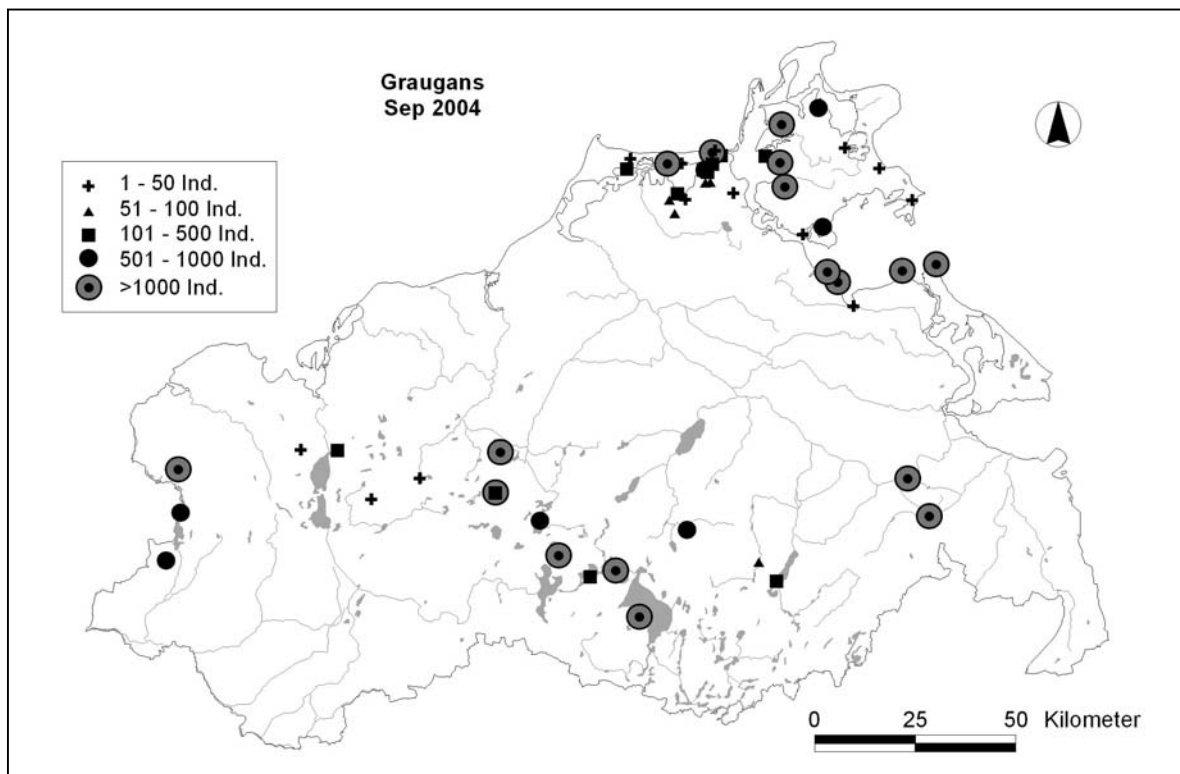 Graugans
Sep 2004
1 - 50 Ind.
51 - 100 Ind.
101 - 500 Ind.
501 - 1000 Ind.
>1000 Ind.
0 25 50 Kilometer